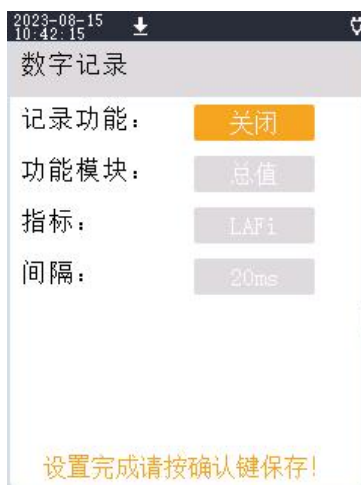 2023-08-15
10:42:15
数字记录
记录功能： 关闭
功能模块： 总值
指标： LAFi
间隔： 20ms
设置完成请按确认键保存！